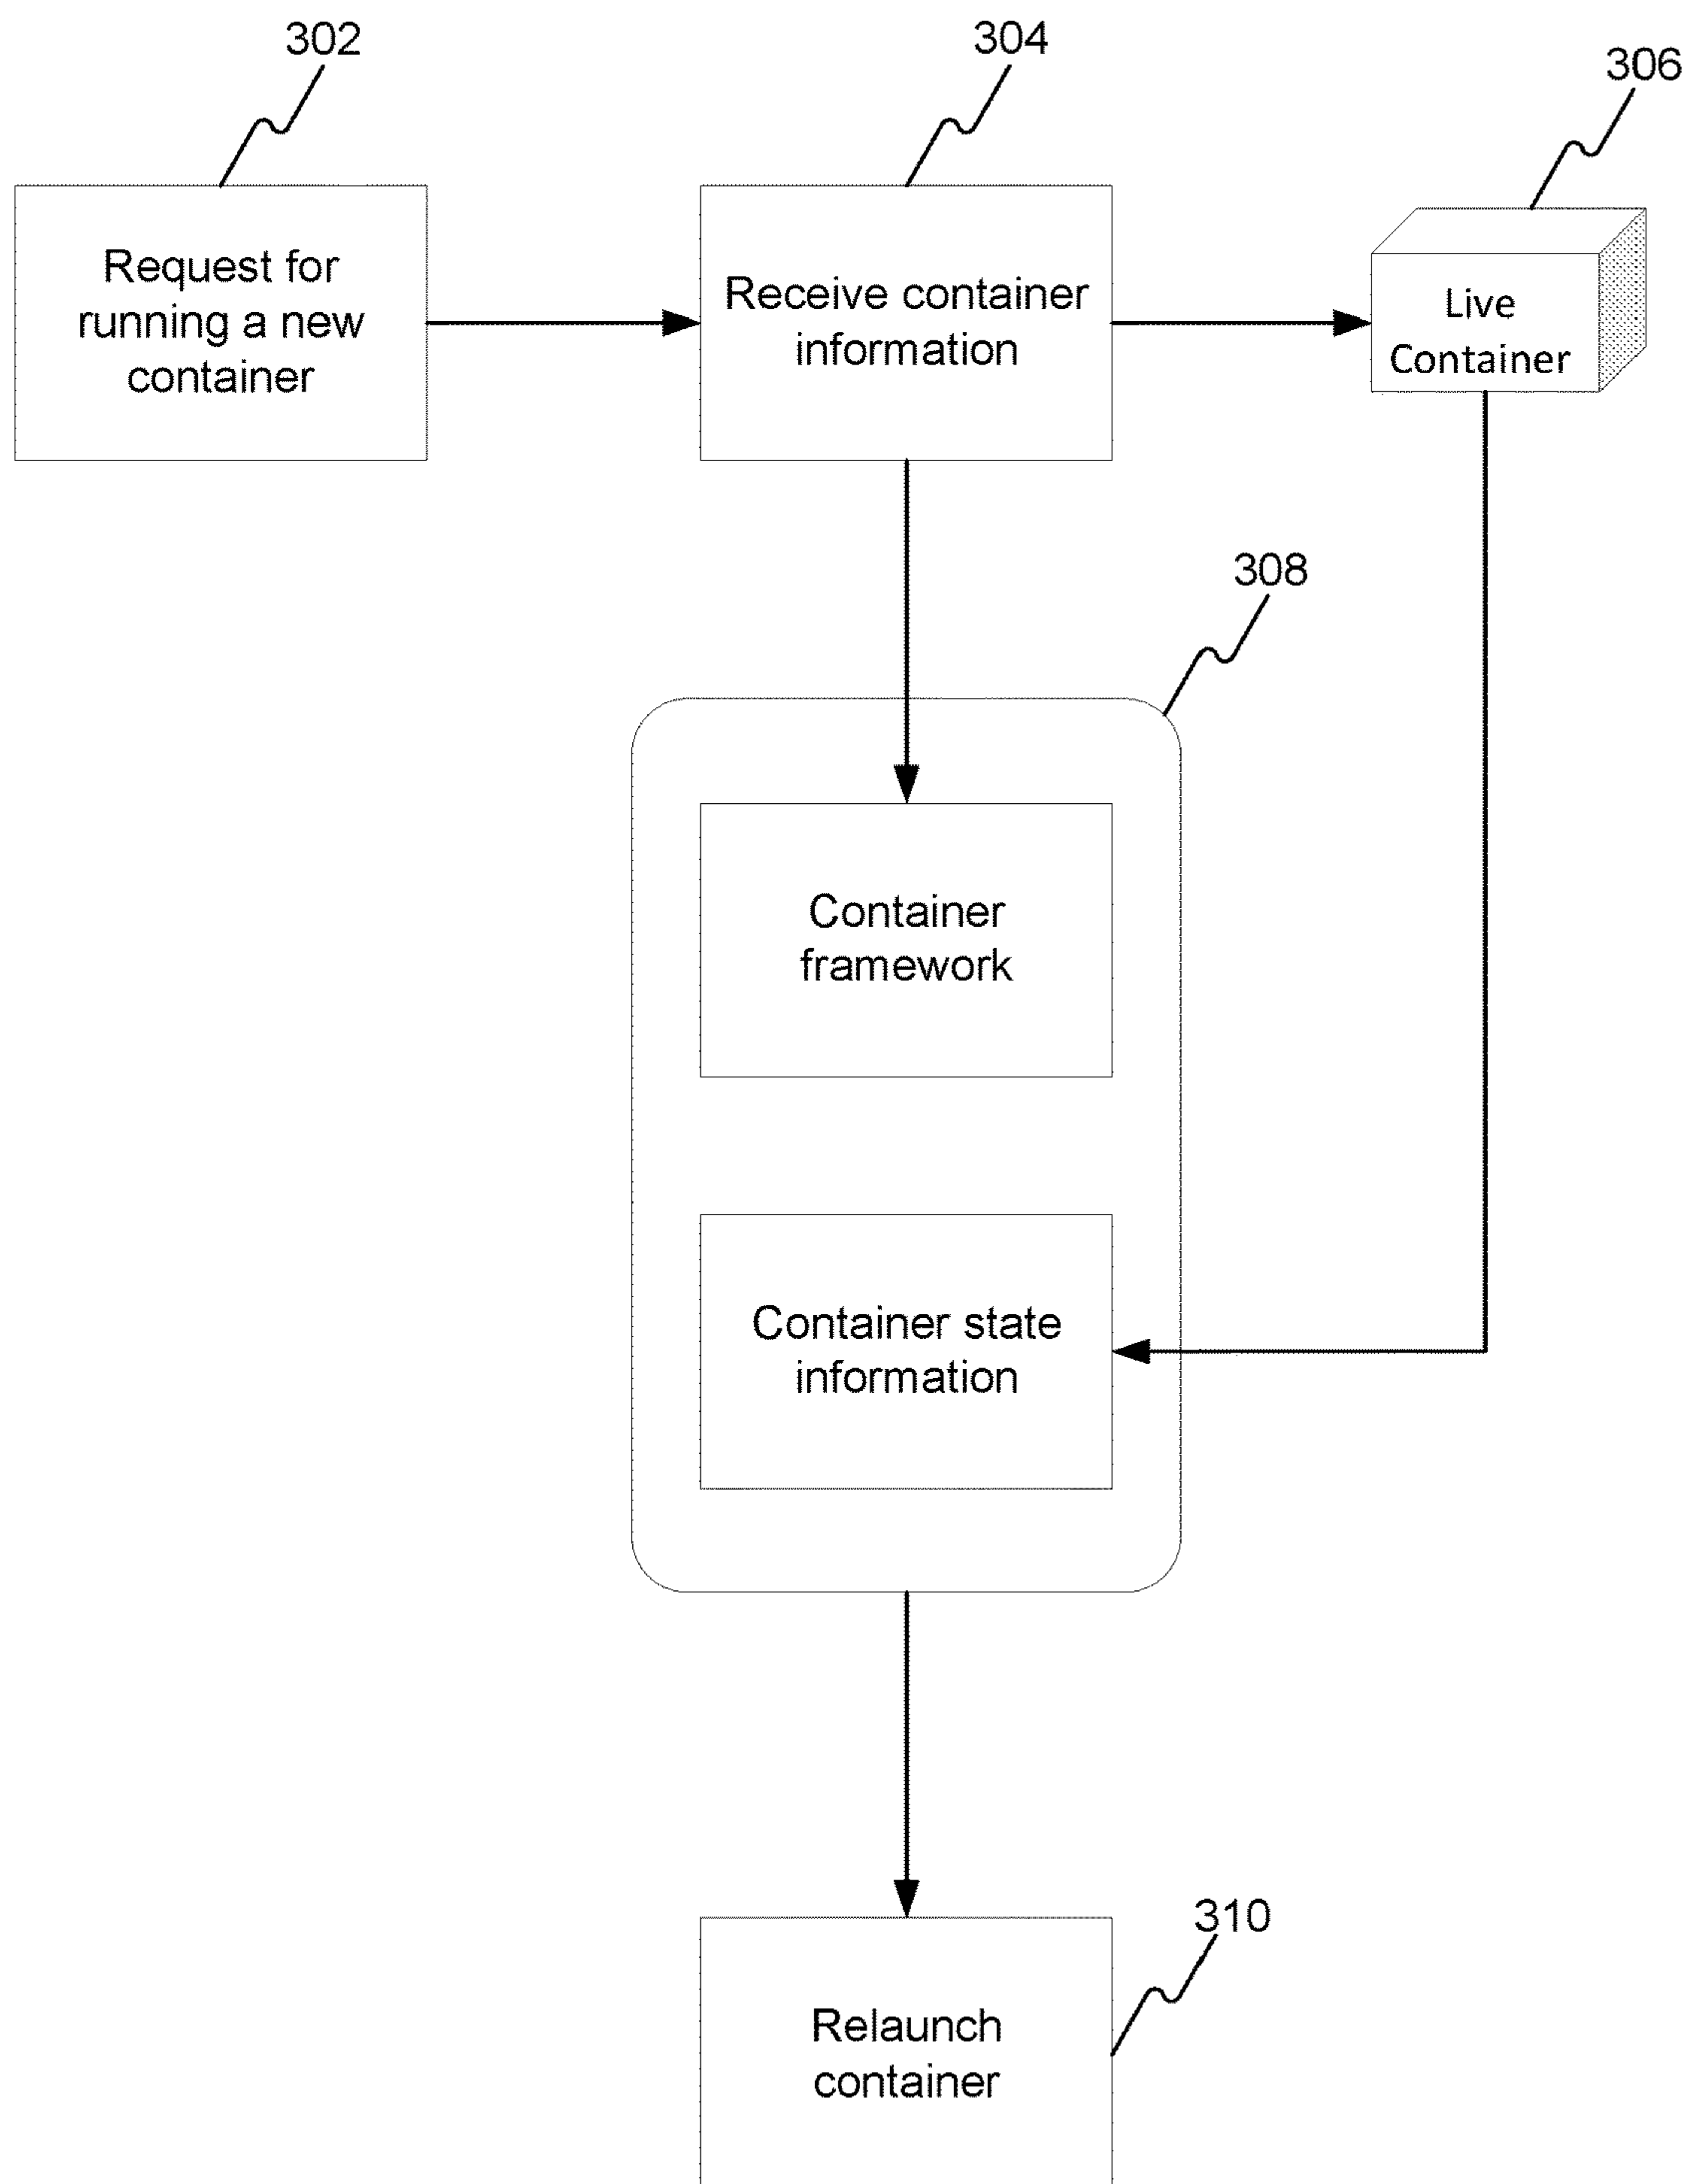 302
304
306
Request for
running a new
container
Receive container
information
Live
Container
308
Container
framework
Container state
information
310
Relaunch
container